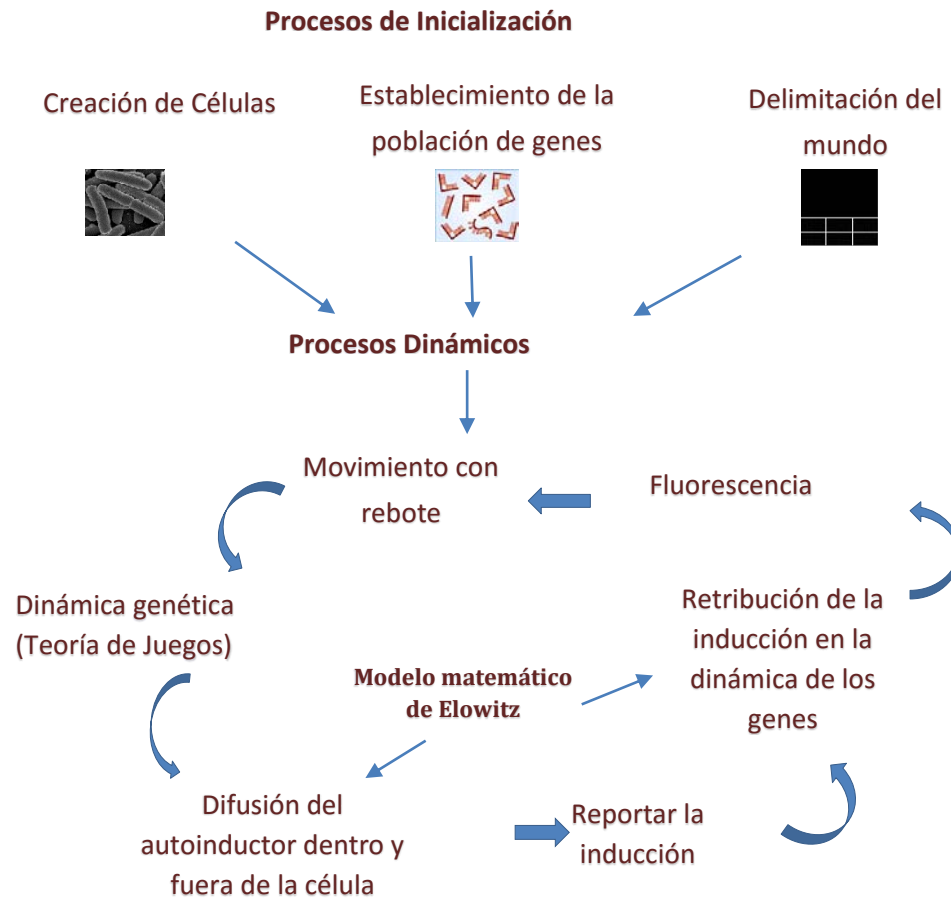 Procesos de Inicialización
Creación de Células
Establecimiento de la
población de genes
Delimitación del
mundo
Procesos Dinámicos
Movimiento con
rebote
Fluorescencia
Dinámica genética
(Teoría de Juegos)
Retribución de la
inducción en la
dinámica de los
genes
Modelo matemático
de Elowitz
Difusión del
autoinductor dentro y
fuera de la célula
Reportar la
inducción